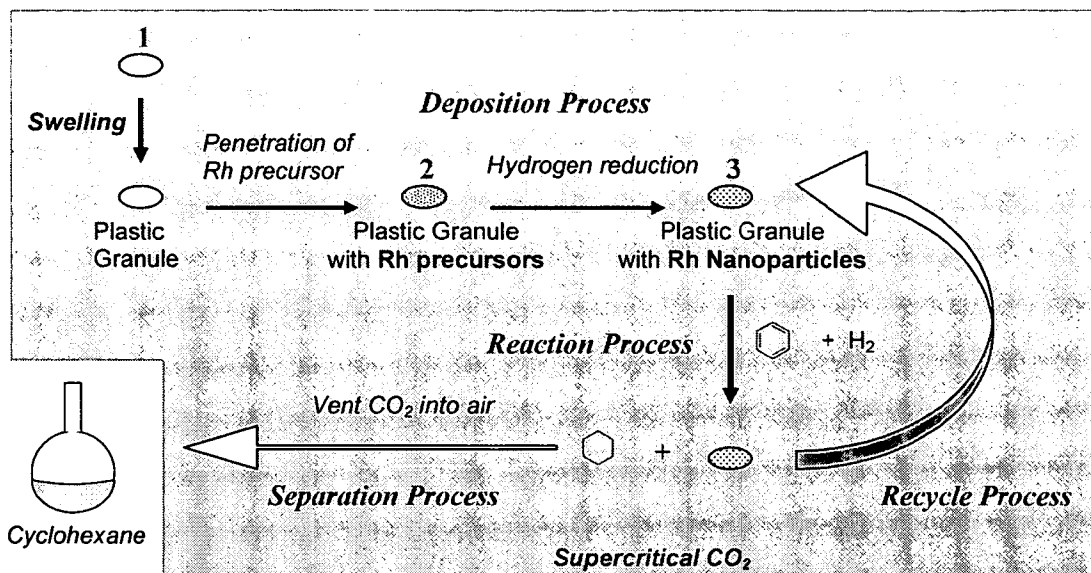 1
Swelling
Deposition Process
Penetration of
Rh precursor
2
Hydrogen reduction
3
Plastic
Granule
Plastic Granule
with Rh precursors
Plastic Granule
with Rh Nanoparticles
Reaction Process
+ H₂
Vent CO₂ into air
+
Separation Process
Recycle Process
Cyclohexane
Supercritical CO₂